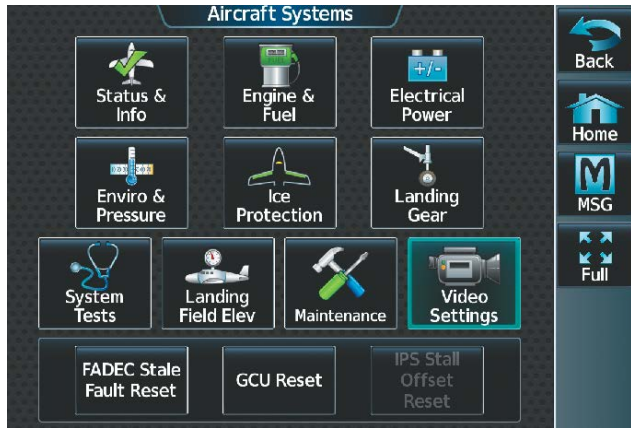 Aircraft Systems
Status &
Info
Engine &
Fuel
Electrical
Power
Enviro &
Pressure
Ice
Protection
Landing
Gear
System
Tests
Landing
Field Elev
Maintenance
Video
Settings
FADEC Stale
Fault Reset
GCU Reset
IPS Stall
Offset
Reset
Back
Home
MSG
Full
FUEL
+/-
M